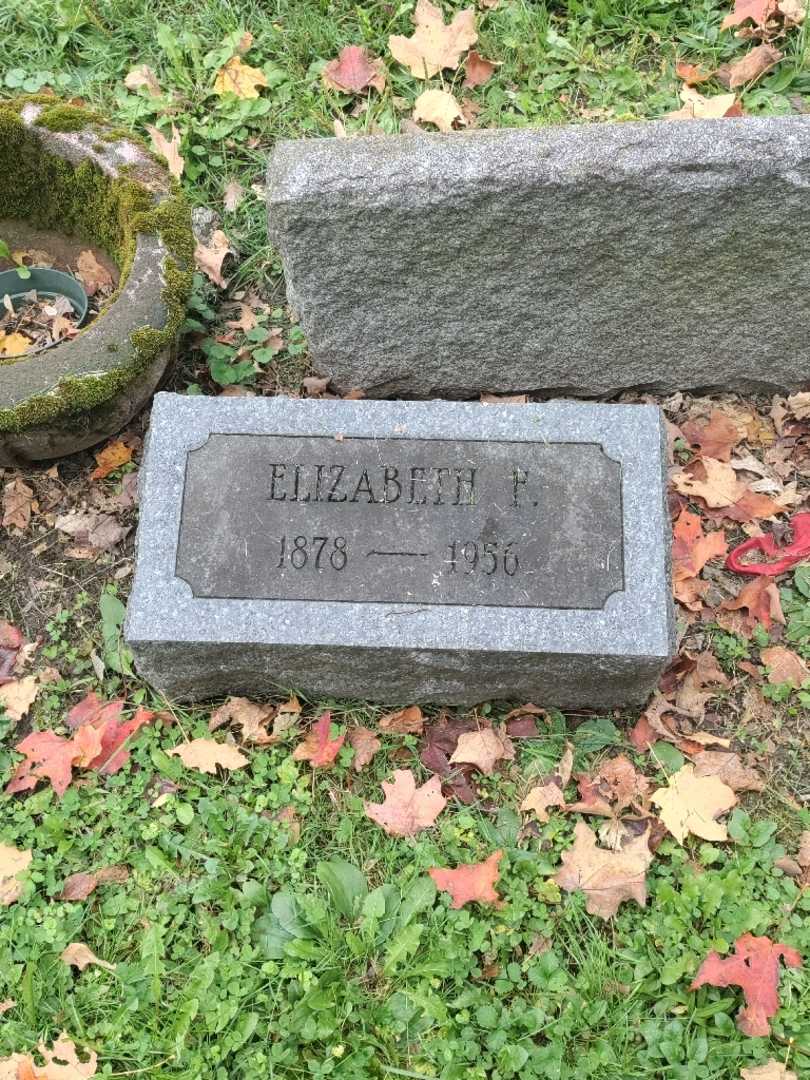 ELIZABETH F.
1878 — 1956